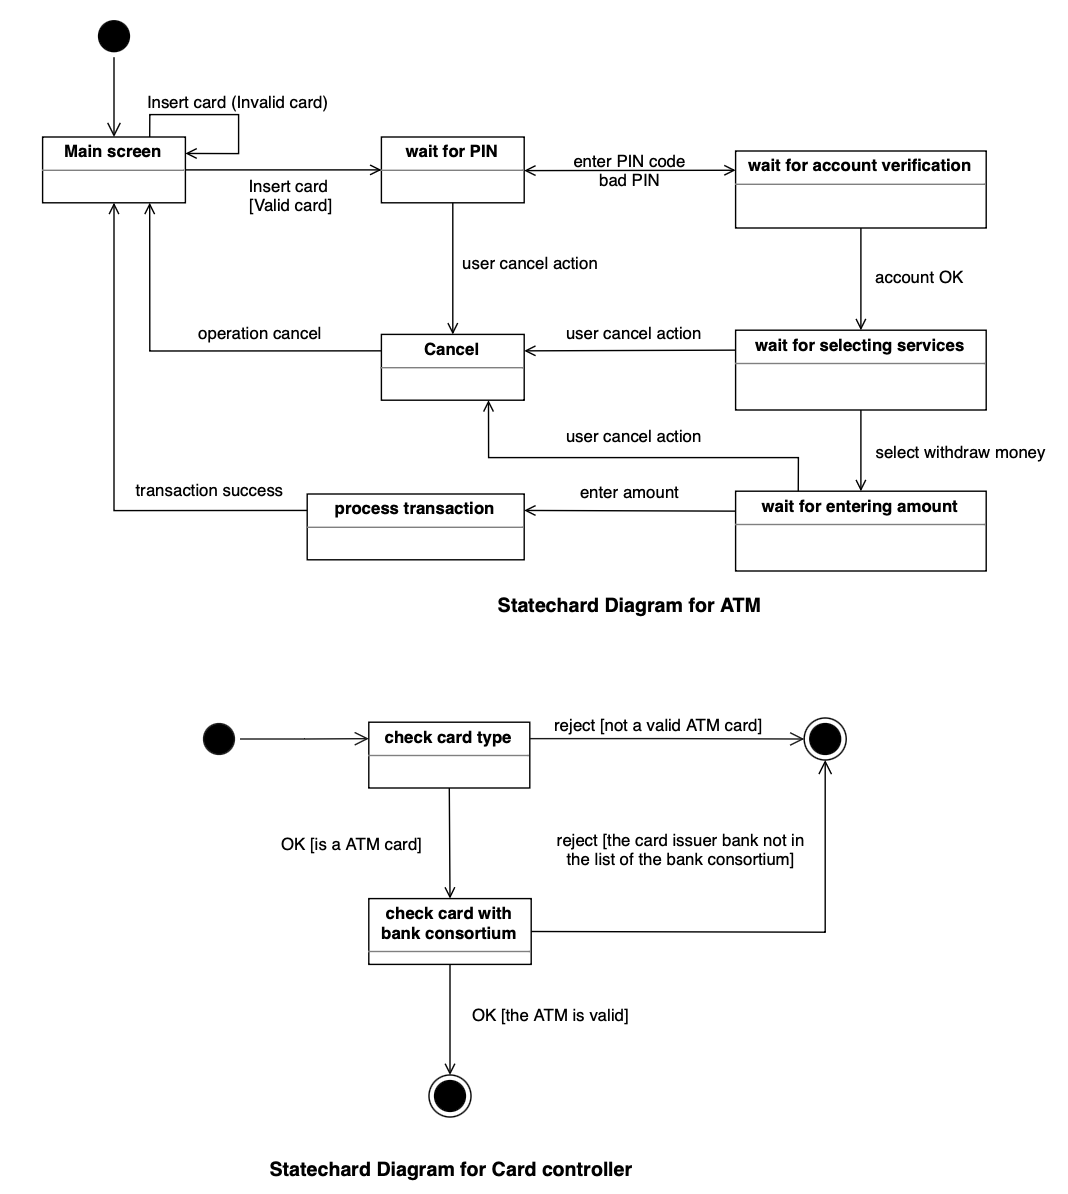 Insert card (Invalid card)
Main screen
wait for PIN
enter PIN code
bad PIN
wait for account verification
Insert card
[Valid card]
user cancel action
account OK
operation cancel
Cancel
user cancel action
wait for selecting services
user cancel action
select withdraw money
transaction success
process transaction
enter amount
wait for entering amount
Statechard Diagram for ATM
check card type
reject [not a valid ATM card]
OK [is a ATM card]
reject [the card issuer bank not in
the list of the bank consortium]
check card with
bank consortium
OK [the ATM is valid]
Statechard Diagram for Card controller